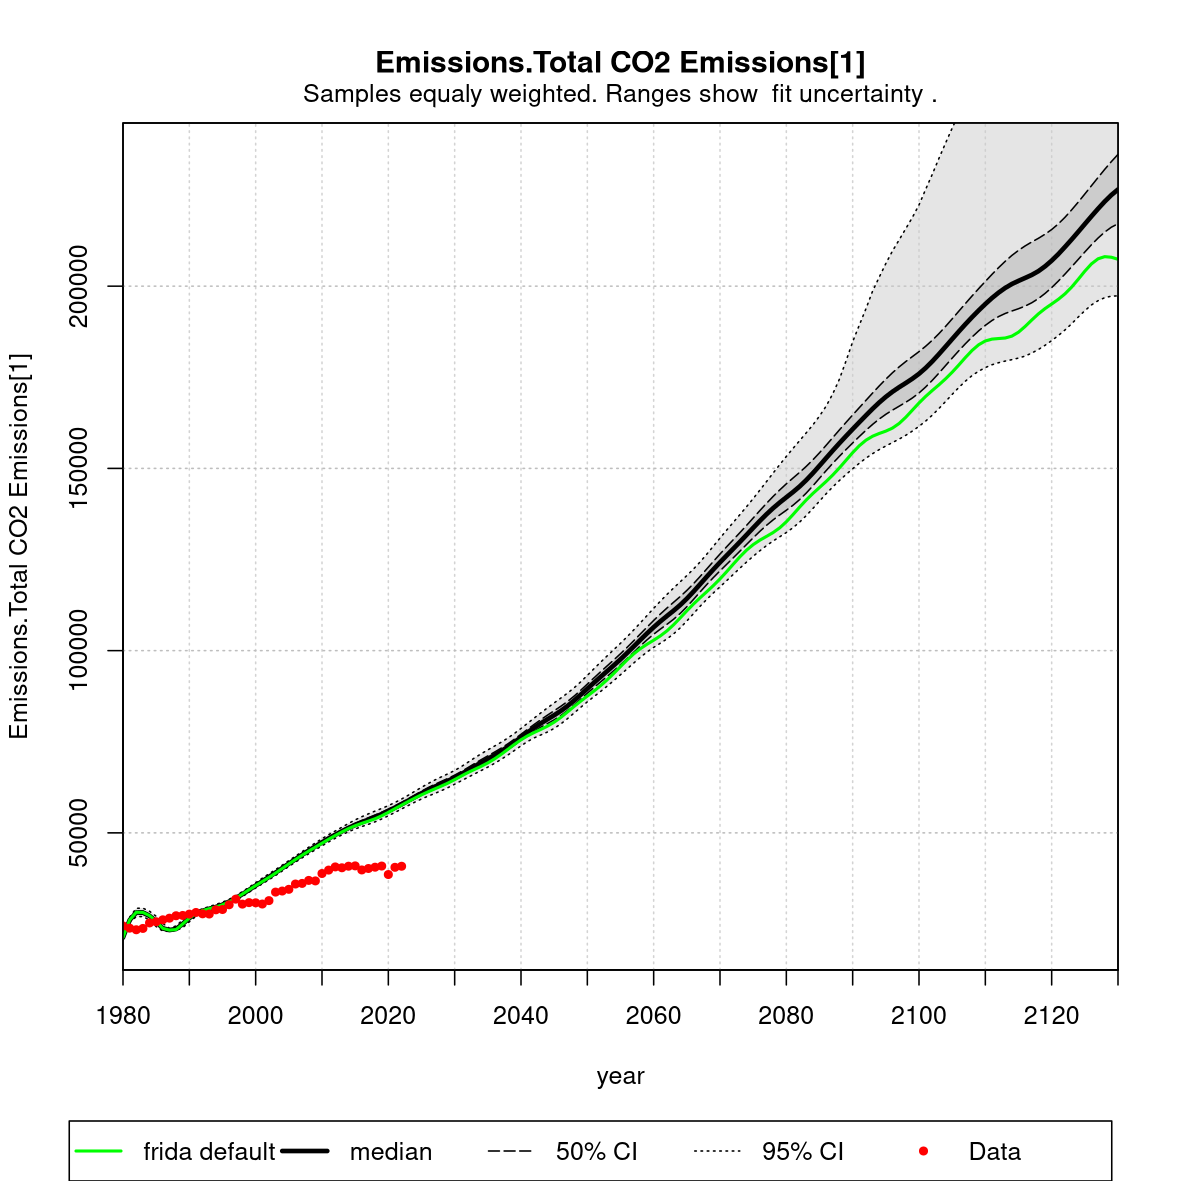 Emissions.Total CO2 Emissions[1]
Samples equaly weighted. Ranges show  fit uncertainty .
Emissions.Total CO2 Emissions[1]
200000
150000
100000
50000
1980 2000 2020 2040 2060 2080 2100 2120
year
frida default median 50% CI 95% CI Data